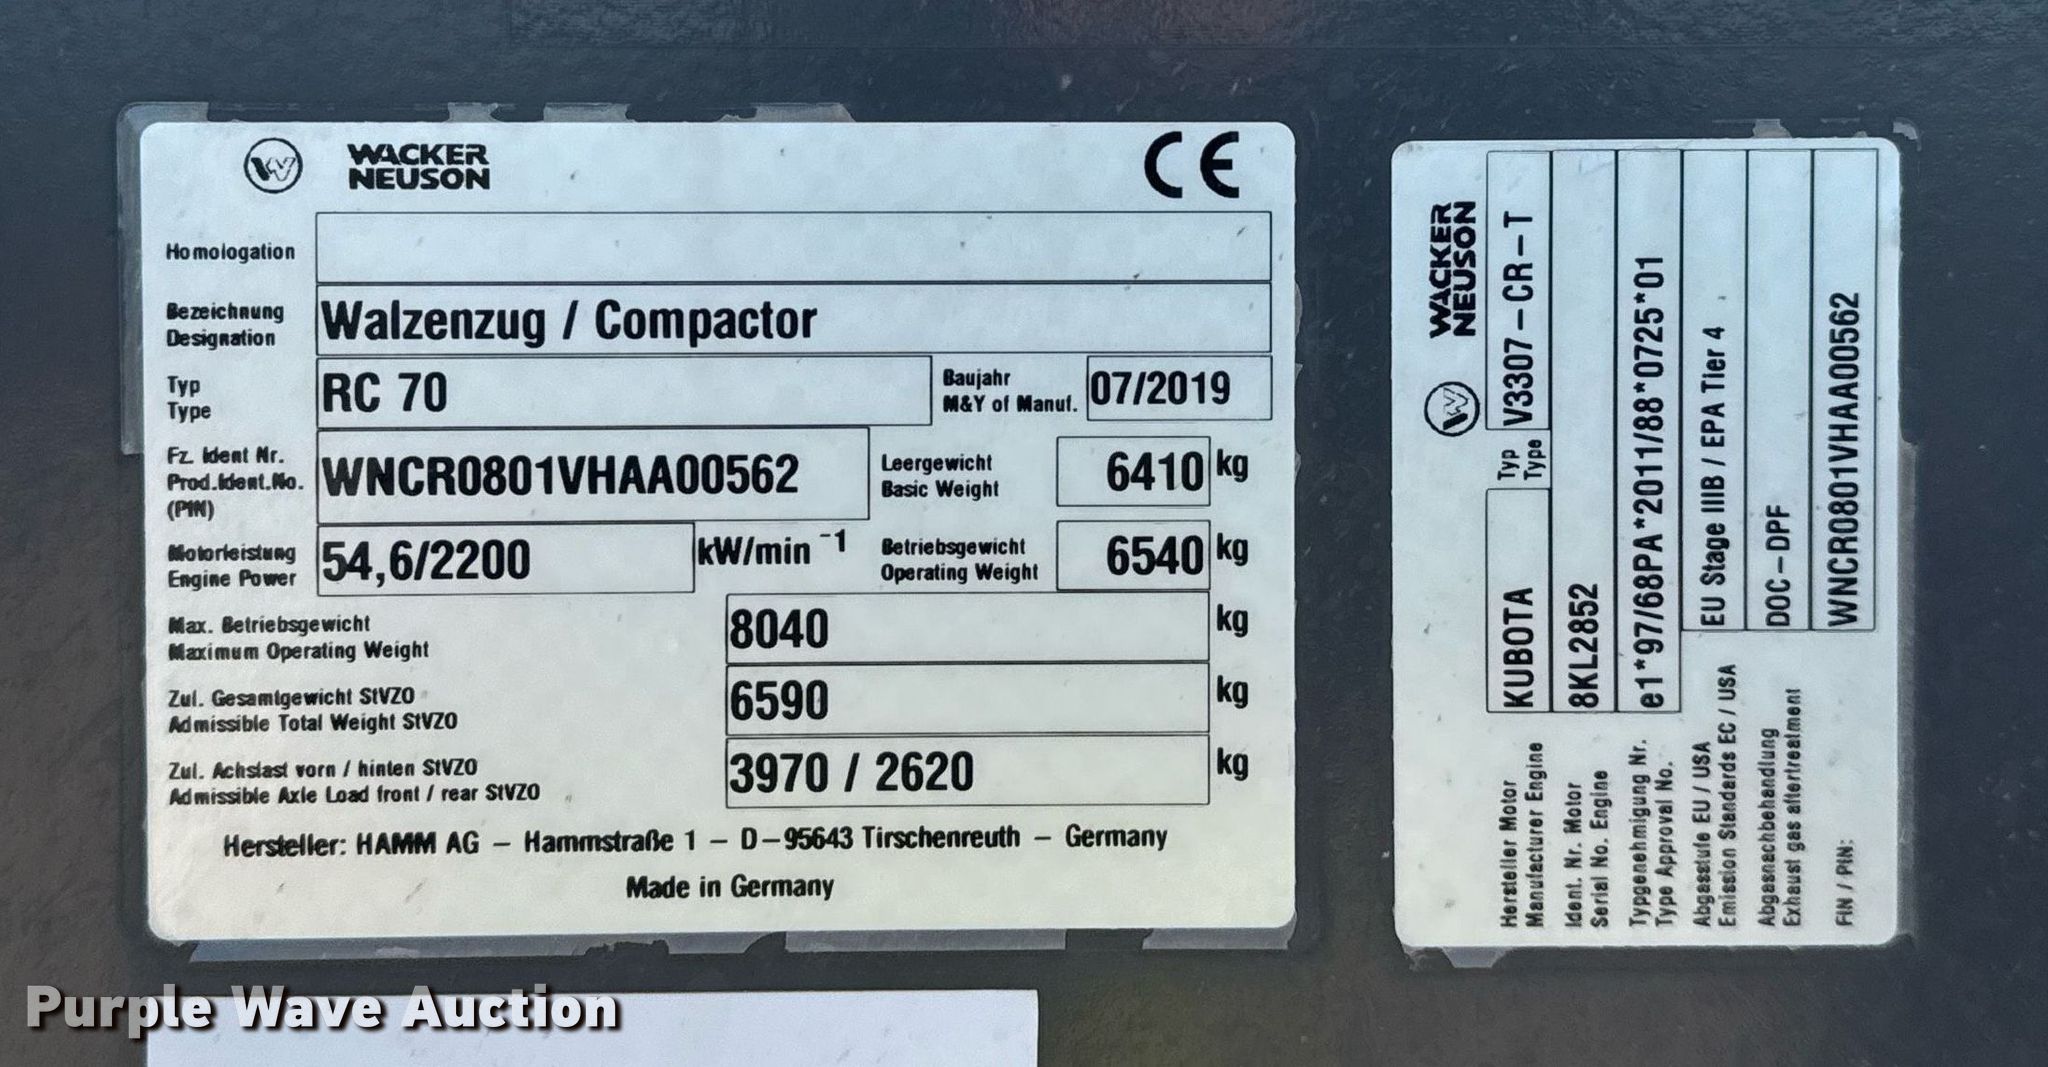 W
WACKER
NEUSON
CE
Homologation
Bezeichnung
Designation
Walzenzug / Compactor
Typ
Type
RC 70
Baujahr
M&Y of Manuf.
07/2019
Fz. Ident Nr.
Prod.Ident.No.
(PIN)
WNCR0801VHAA00562
Leergewicht
Basic Weight
6410 kg
Motorleistung
Engine Power
54,6/2200 kW/min⁻¹
Betriebsgewicht
Operating Weight
6540 kg
Max. Betriebsgewicht
Maximum Operating Weight
8040 kg
Zul. Gesamtgewicht StVZO
Admissible Total Weight StVZO
6590 kg
Zul. Achslast vorn / hinten StVZO
Admissible Axle Load front / rear StVZO
3970 / 2620 kg
Hersteller: HAMM AG – Hammstraße 1 – D–95643 Tirschenreuth – Germany
Made in Germany
W
WACKER
NEUSON
Hersteller Motor
Manufacturer Engine
KUBOTA
Typ
Type
V3307–CR–T
Ident. Nr. Motor
Serial No. Engine
8KL2852
Typgenehmigung Nr.
Type Approval No.
e1*97/68PA*2011/88*0725*01
Abgasstufe EU / USA
Emission Standards EC / USA
EU Stage IIIB / EPA Tier 4
Abgasnachbehandlung
Exhaust gas aftertreatment
DOC–DPF
FIN / PIN:
WNCR0801VHAA00562
Purple Wave Auction